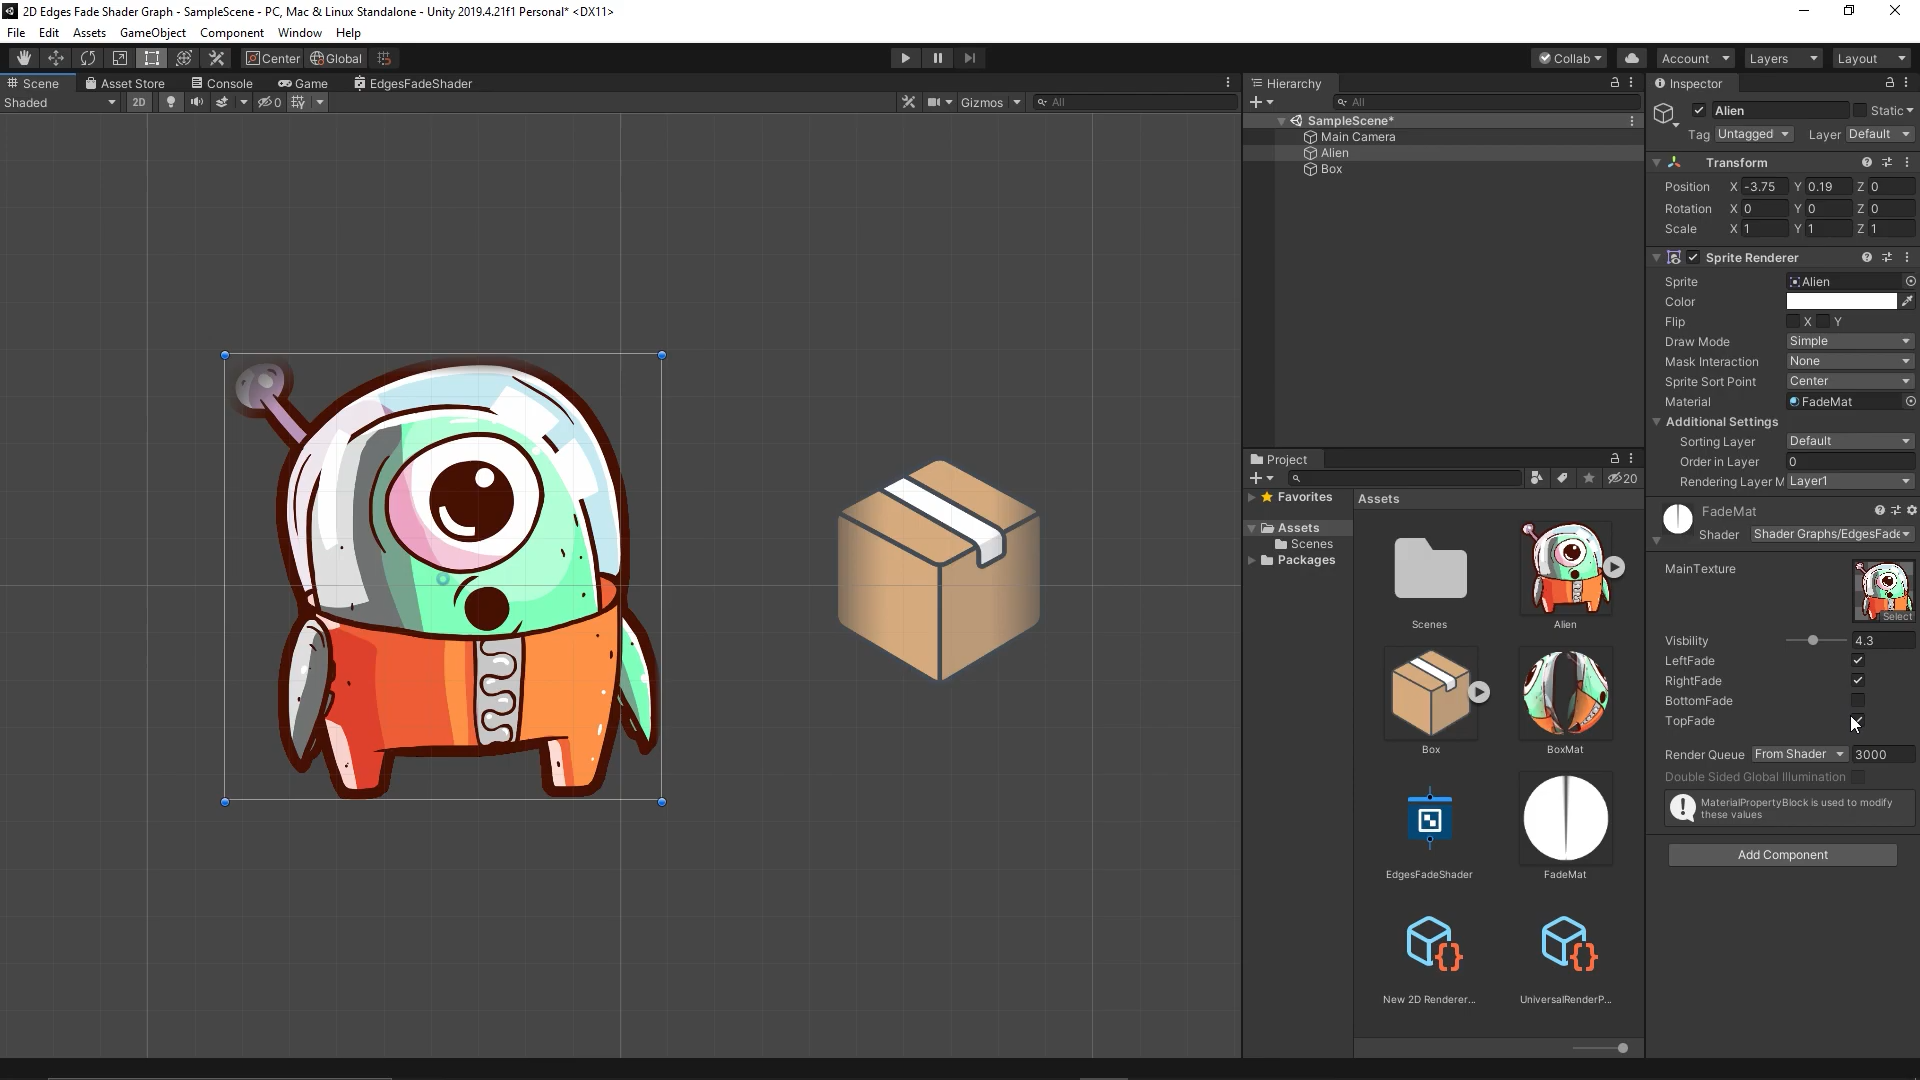 2D Edges Fade Shader Graph - SampleScene - PC, Mac & Linux Standalone - Unity 2019.4.21f1 Personal* <DX11>
File Edit Assets GameObject Component Window Help
Center Global Collab Account Layers Layout
Scene Asset Store Console Game EdgesFadeShader
Shaded 2D 0 Gizmos All
Hierarchy
All
SampleScene*
Main Camera
Alien
Box
Project
20
Favorites
Assets
Scenes
Packages
Assets
Scenes
Alien
Box
BoxMat
EdgesFadeShader
FadeMat
New 2D Renderer...
UniversalRenderP...
Inspector
Alien Static
Tag Untagged Layer Default
Transform
Position X -3.75 Y 0.19 Z 0
Rotation X 0 Y 0 Z 0
Scale X 1 Y 1 Z 1
Sprite Renderer
Sprite Alien
Color
Flip X Y
Draw Mode Simple
Mask Interaction None
Sprite Sort Point Center
Material FadeMat
Additional Settings
Sorting Layer Default
Order in Layer 0
Rendering Layer M Layer1
FadeMat
Shader Shader Graphs/EdgesFade
MainTexture
Select
Visbility 4.3
LeftFade
RightFade
BottomFade
TopFade
Render Queue From Shader 3000
Double Sided Global Illumination
MaterialPropertyBlock is used to modify
these values
Add Component